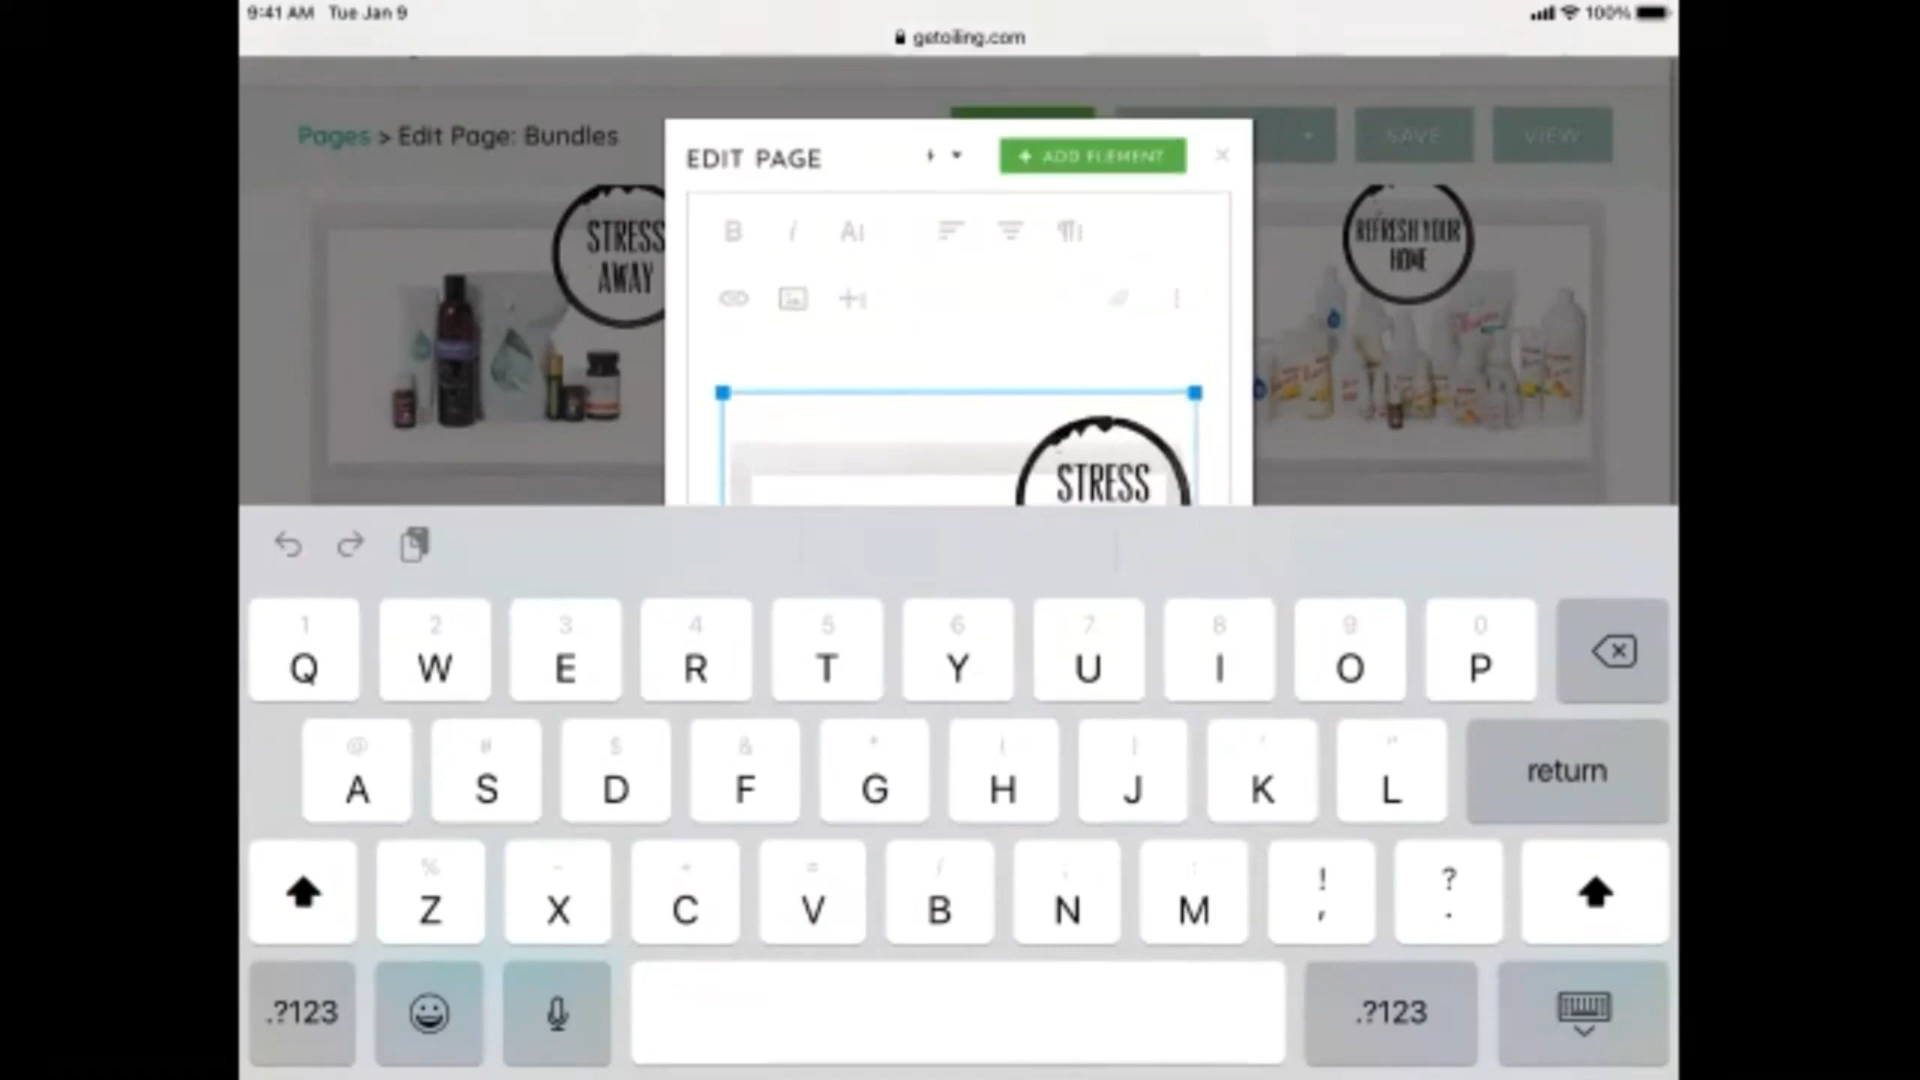 9:41 AM Tue Jan 9
100%
getoiling.com
Pages > Edit Page: Bundles
SAVE
VIEW
EDIT PAGE
+ ADD ELEMENT
STRESS
AWAY
REFRESH YOUR
HOME
B i A
STRESS
1 2 3 4 5 6 7 8 9 0
Q W E R T Y U I O P
@ # $ & * ( ) ' "
A S D F G H J K L
return
% - + = / ; : ! ?
Z X C V B N M , .
.?123
.?123